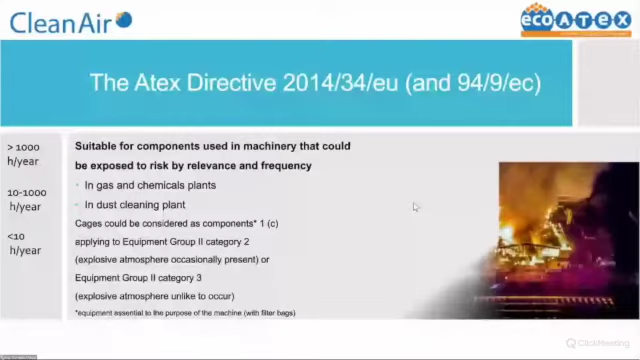 CleanAir
ecoATEX
The Atex Directive 2014/34/eu (and 94/9/ec)
> 1000
h/year
10-1000
h/year
<10
h/year
Suitable for components used in machinery that could
be exposed to risk by relevance and frequency
In gas and chemicals plants
In dust cleaning plant
Cages could be considered as components* 1 (c)
applying to Equipment Group II category 2
(explosive atmosphere occasionally present) or
Equipment Group II category 3
(explosive atmosphere unlike to occur)
*equipment essential to the purpose of the machine (with filter bags)
ClickMeeting